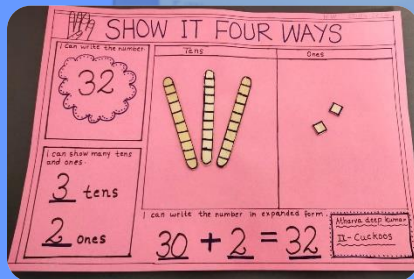 SHOW IT FOUR WAYS
I can write the number.
32
Tens
Ones
I can show many tens
and ones.
3 tens
2 ones
I can write the number in expanded form.
30 + 2 = 32
Atharva deep kumar
II - Cuckoos